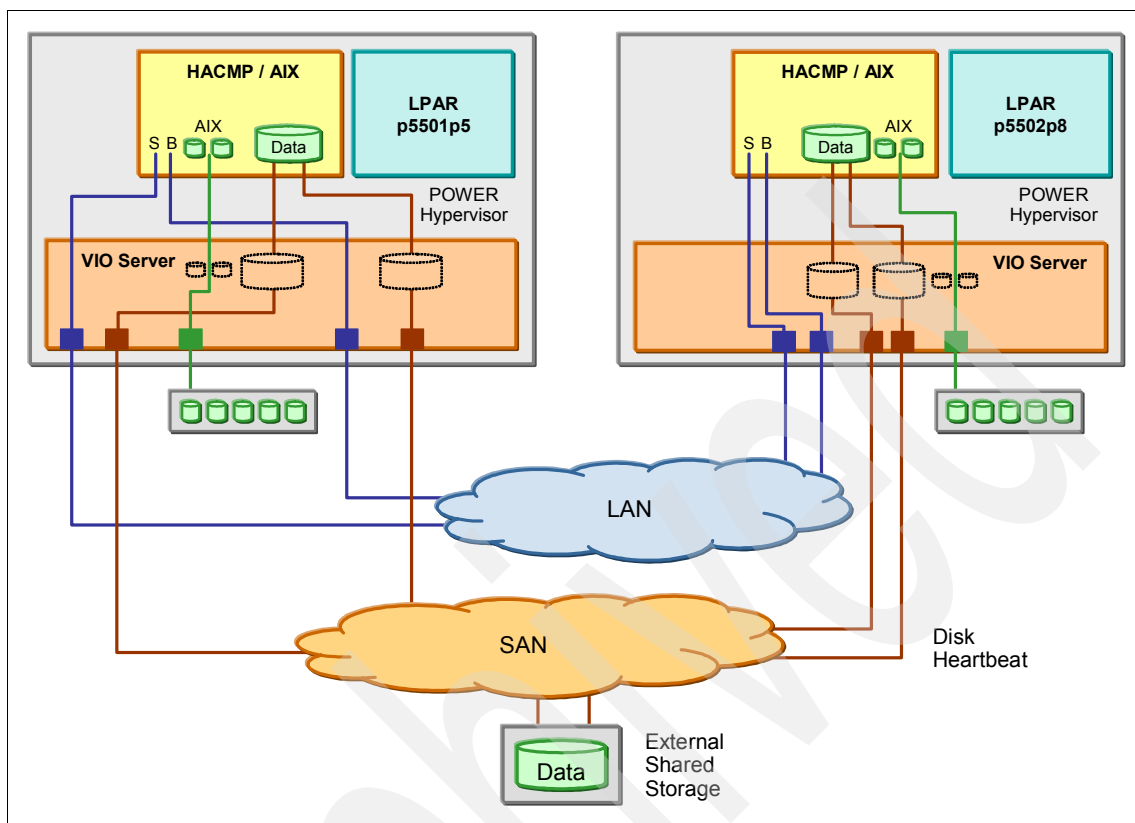 HACMP / AIX
LPAR
p5501p5
S B
AIX
Data
POWER
Hypervisor
VIO Server
HACMP / AIX
LPAR
p5502p8
S B
Data
AIX
POWER
Hypervisor
VIO Server
LAN
SAN
Disk
Heartbeat
Data
External
Shared
Storage